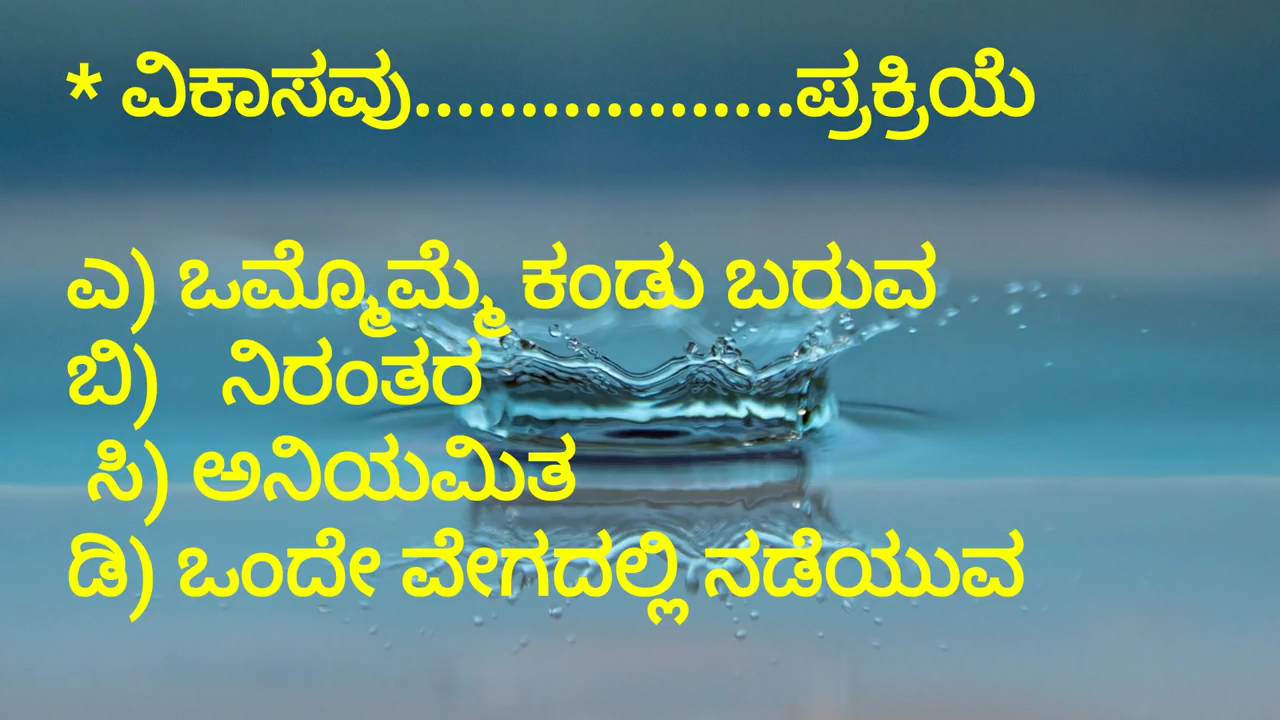 * ವಿಕಾಸವು.................ಪ್ರಕ್ರಿಯೆ
ಎ) ಒಮ್ಮೊಮ್ಮೆ ಕಂಡು ಬರುವ
ಬಿ) ನಿರಂತರ
ಸಿ) ಅನಿಯಮಿತ
ಡಿ) ಒಂದೇ ವೇಗದಲ್ಲಿ ನಡೆಯುವ